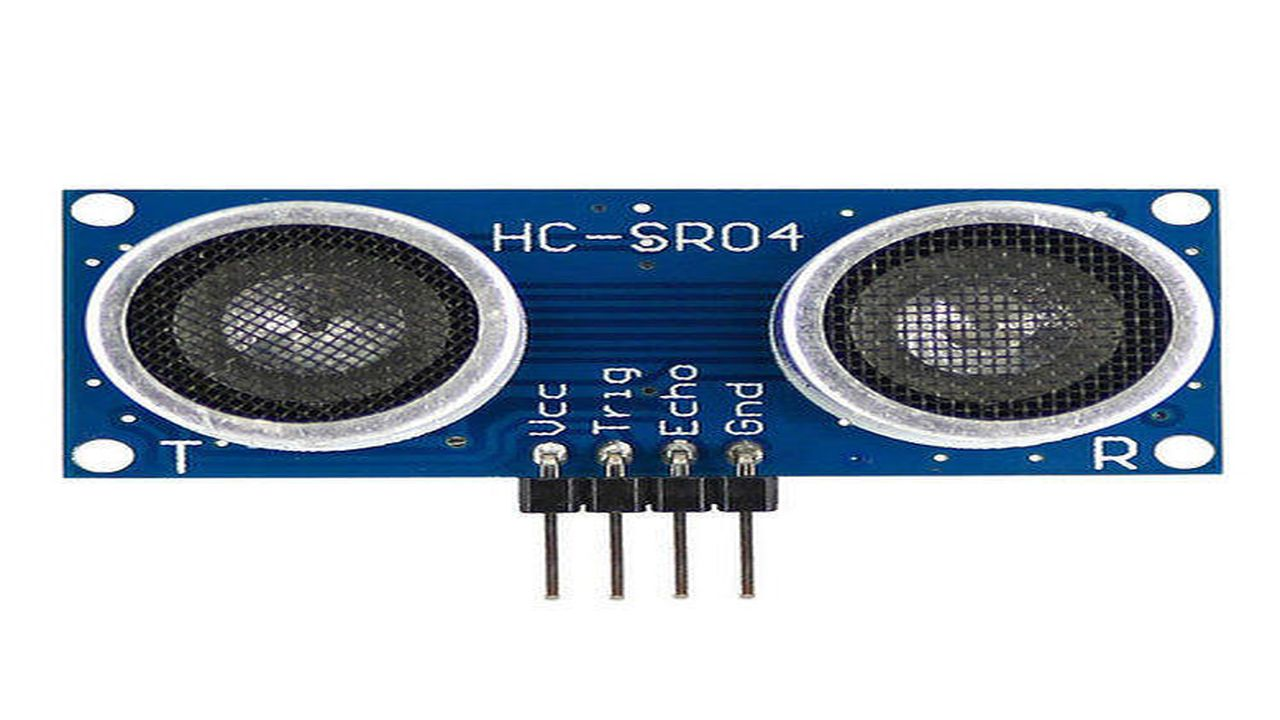 HC-SR04
Vcc
Trig
Echo
Gnd
T
R